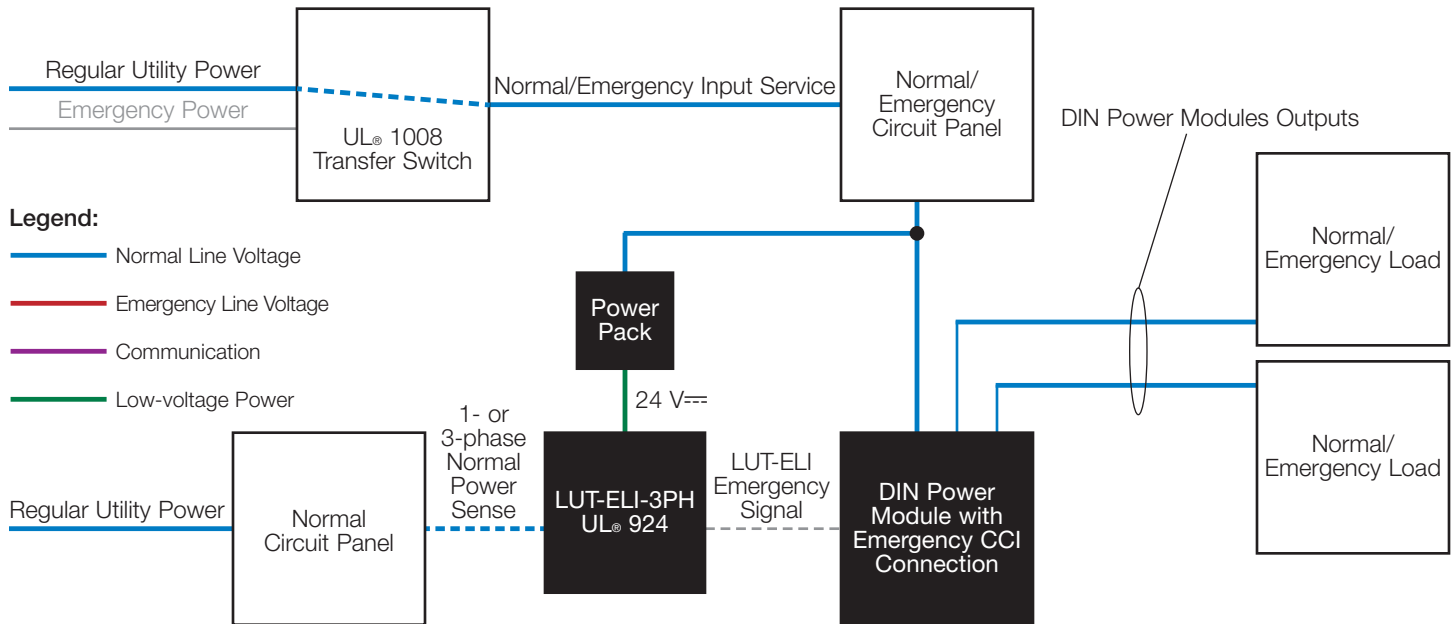 Regular Utility Power
Emergency Power
UL® 1008
Transfer Switch
Normal/Emergency Input Service
Normal/
Emergency
Circuit Panel
DIN Power Modules Outputs
Normal/
Emergency Load
Normal/
Emergency Load
Legend:
Normal Line Voltage
Emergency Line Voltage
Communication
Low-voltage Power
Power
Pack
24 V⎓
Regular Utility Power
Normal
Circuit Panel
1- or
3-phase
Normal
Power
Sense
LUT-ELI-3PH
UL® 924
LUT-ELI
Emergency
Signal
DIN Power
Module with
Emergency CCI
Connection